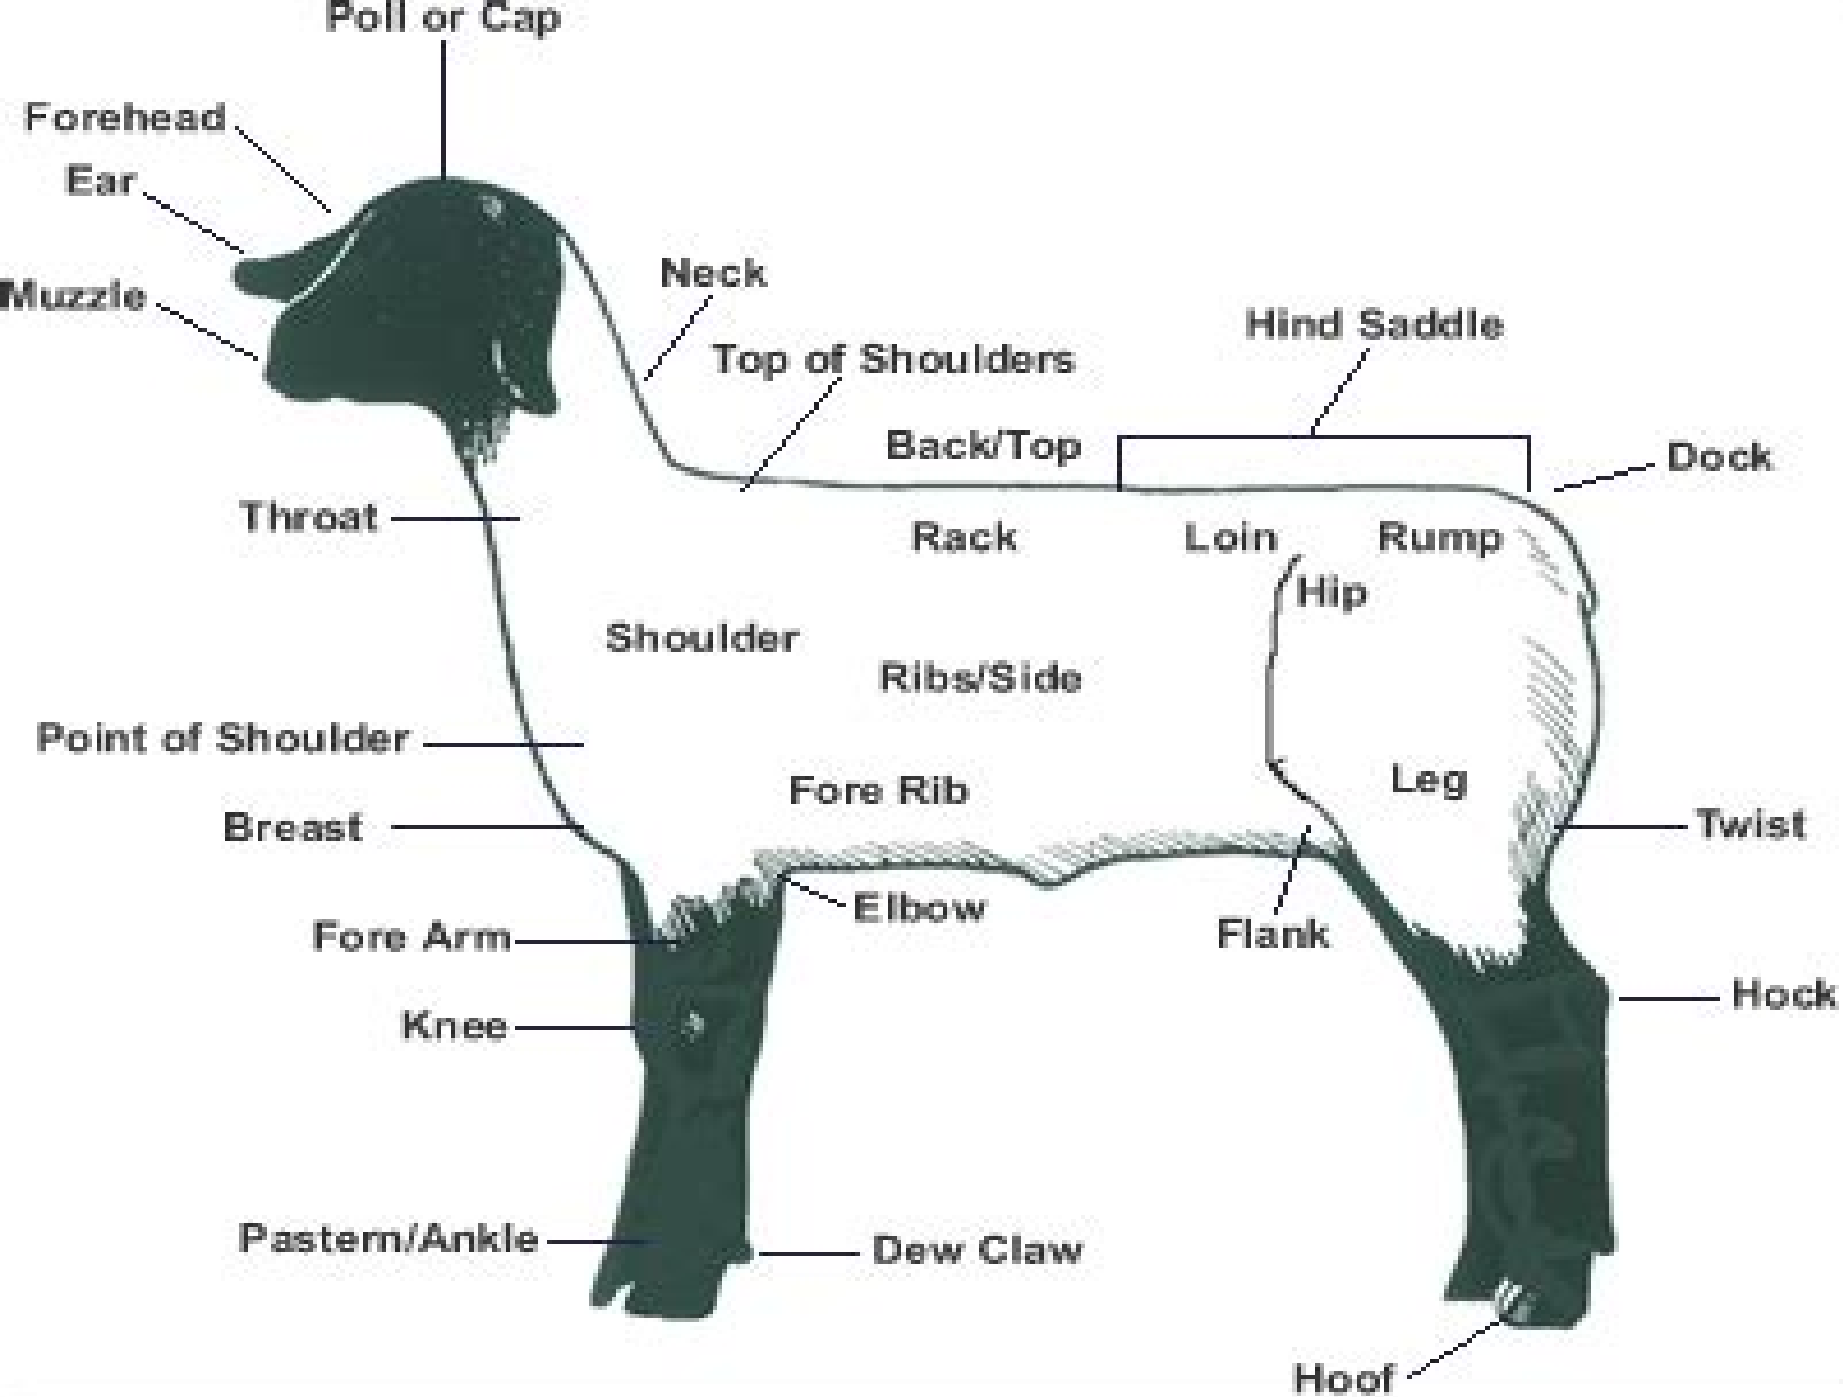 Poll or Cap
Forehead
Ear
Muzzle
Neck
Top of Shoulders
Hind Saddle
Back/Top
Dock
Throat
Rack
Loin
Rump
Hip
Shoulder
Ribs/Side
Point of Shoulder
Fore Rib
Leg
Breast
Twist
Elbow
Fore Arm
Flank
Hock
Knee
Pastern/Ankle
Dew Claw
Hoof